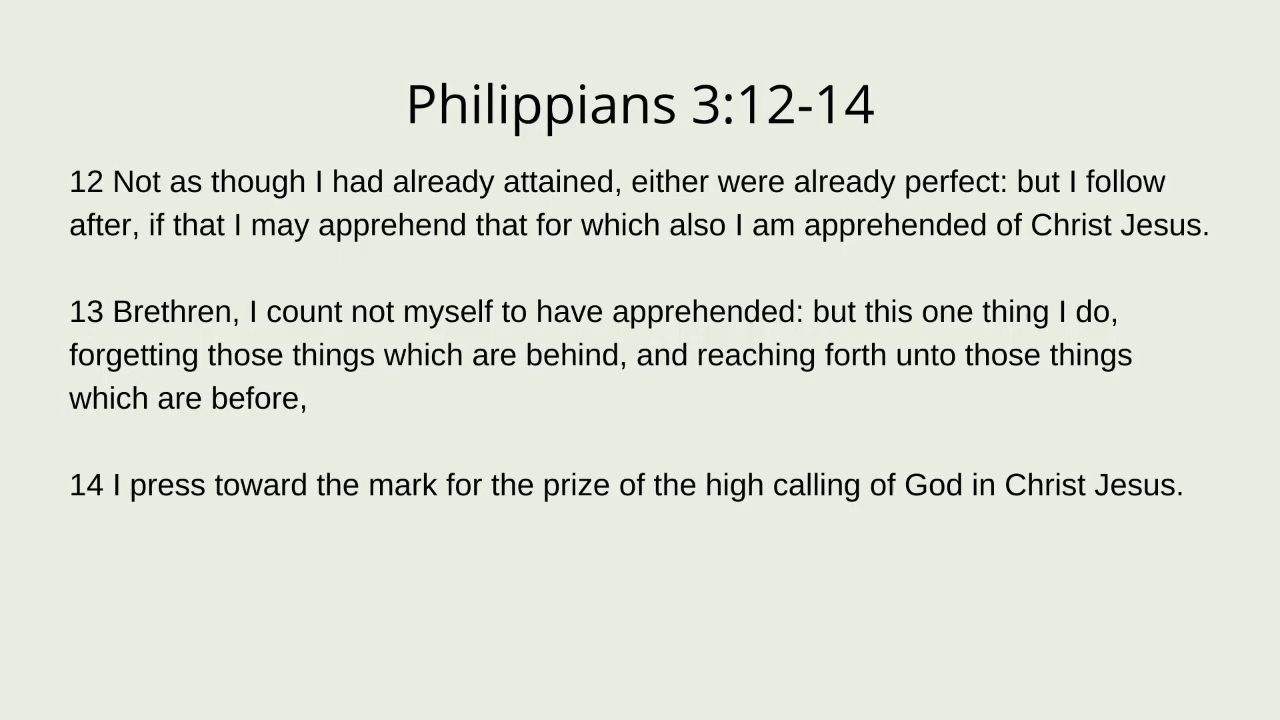 Philippians 3:12-14
12 Not as though I had already attained, either were already perfect: but I follow
after, if that I may apprehend that for which also I am apprehended of Christ Jesus.
13 Brethren, I count not myself to have apprehended: but this one thing I do,
forgetting those things which are behind, and reaching forth unto those things
which are before,
14 I press toward the mark for the prize of the high calling of God in Christ Jesus.